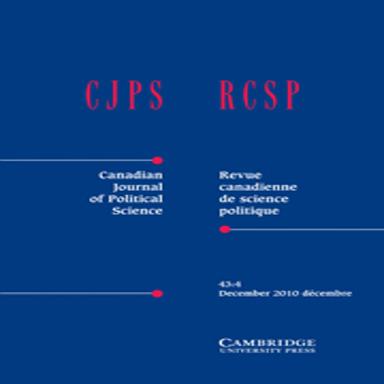 CJPS RCSP
Canadian
Journal
of Political
Science
Revue
canadienne
de science
politique
43:4
December 2010 décembre
CAMBRIDGE
UNIVERSITY PRESS